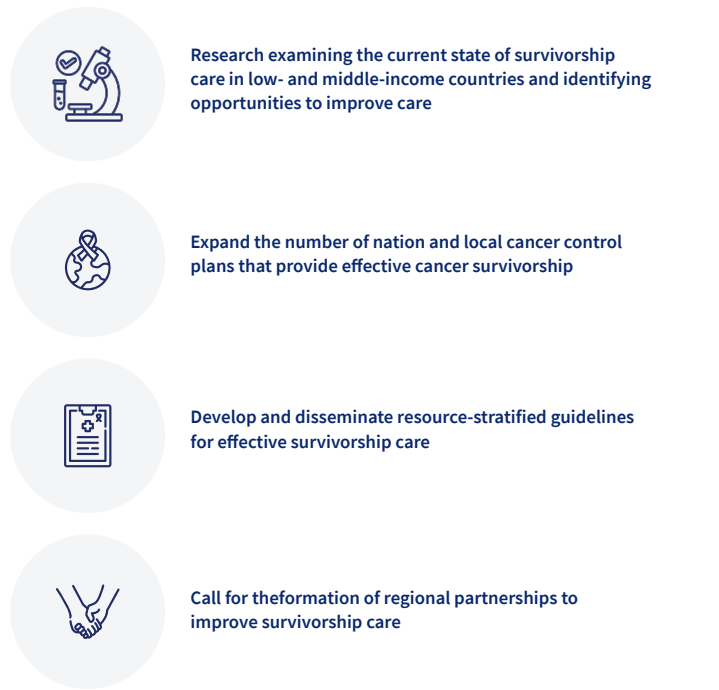 Research examining the current state of survivorship
care in low- and middle-income countries and identifying
opportunities to improve care
Expand the number of nation and local cancer control
plans that provide effective cancer survivorship
Develop and disseminate resource-stratified guidelines
for effective survivorship care
Call for theformation of regional partnerships to
improve survivorship care